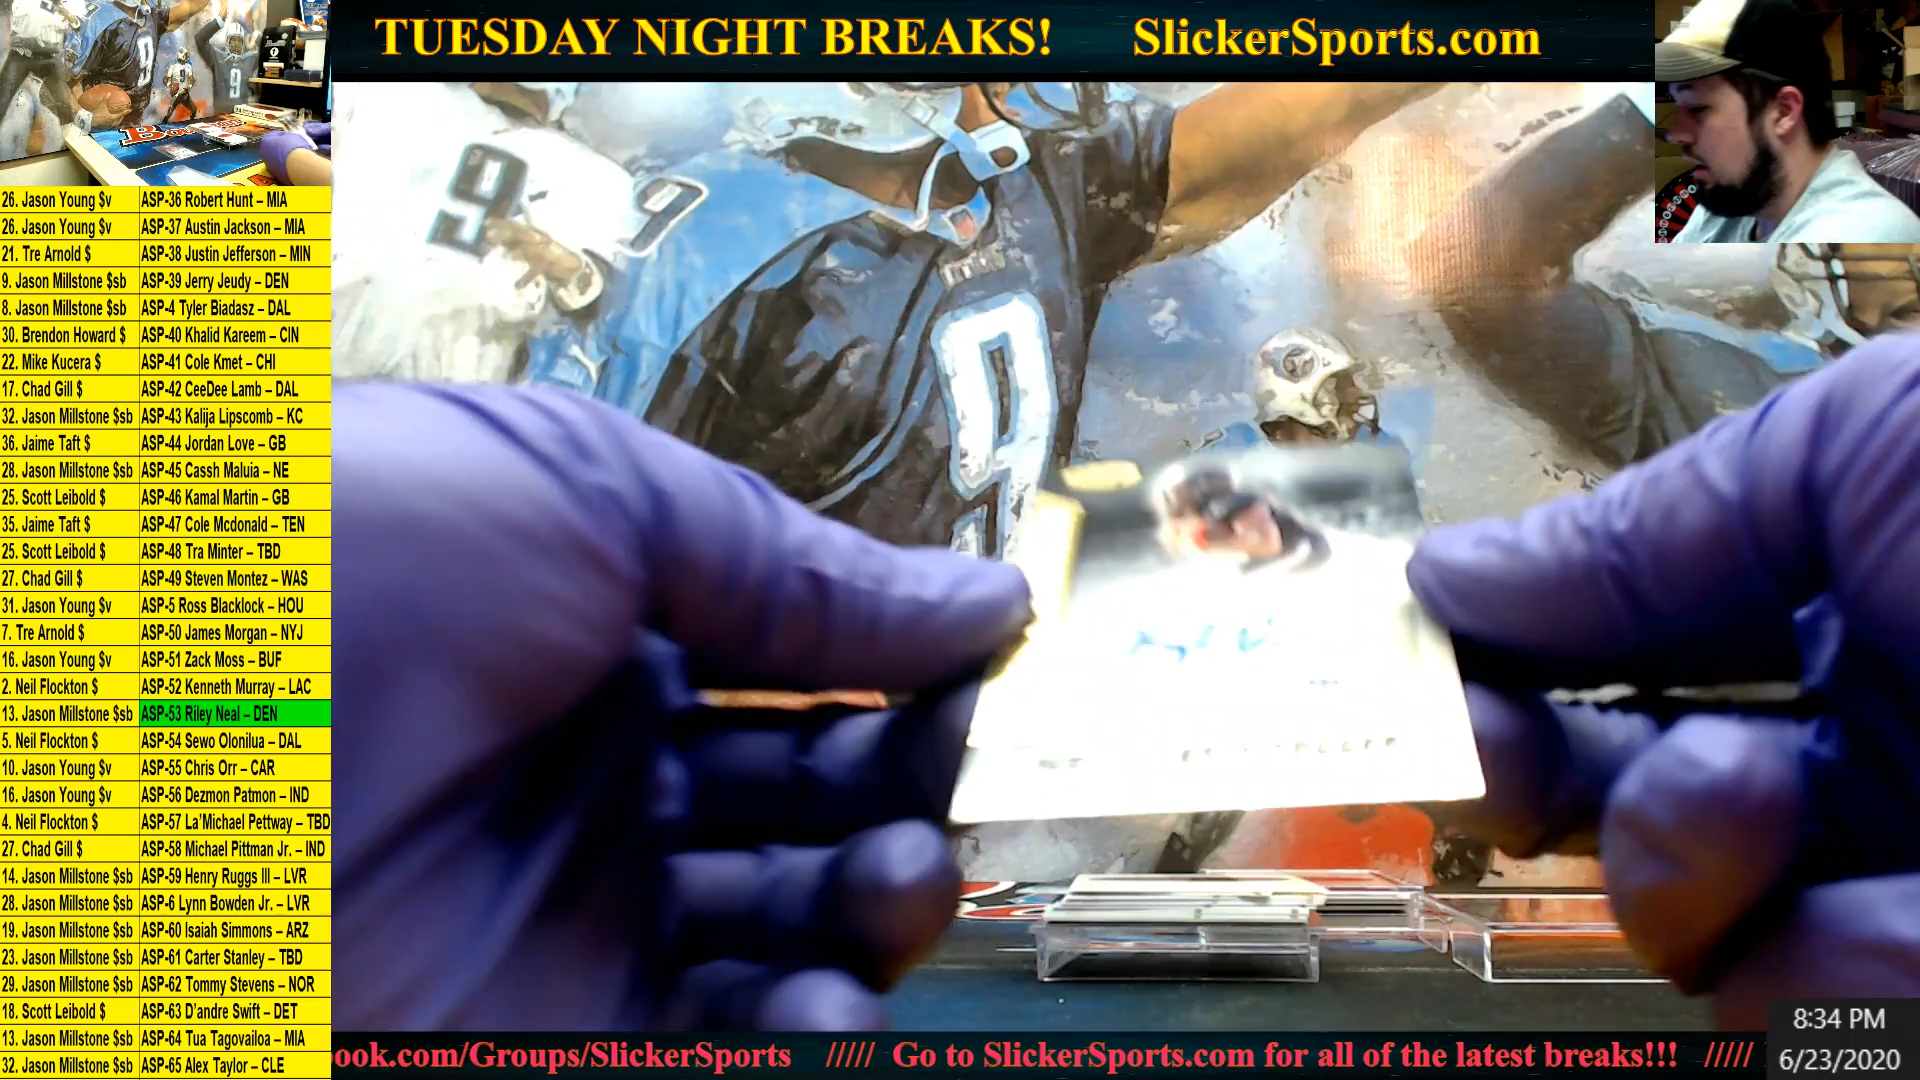 TUESDAY NIGHT BREAKS! SlickerSports.com
26. Jason Young $v ASP-36 Robert Hunt – MIA
26. Jason Young $v ASP-37 Austin Jackson – MIA
21. Tre Arnold $ ASP-38 Justin Jefferson – MIN
9. Jason Millstone $sb ASP-39 Jerry Jeudy – DEN
8. Jason Millstone $sb ASP-4 Tyler Biadasz – DAL
30. Brendon Howard $ ASP-40 Khalid Kareem – CIN
22. Mike Kucera $ ASP-41 Cole Kmet – CHI
17. Chad Gill $ ASP-42 CeeDee Lamb – DAL
32. Jason Millstone $sb ASP-43 Kalija Lipscomb – KC
36. Jaime Taft $ ASP-44 Jordan Love – GB
28. Jason Millstone $sb ASP-45 Cassh Maluia – NE
25. Scott Leibold $ ASP-46 Kamal Martin – GB
35. Jaime Taft $ ASP-47 Cole Mcdonald – TEN
25. Scott Leibold $ ASP-48 Tra Minter – TBD
27. Chad Gill $ ASP-49 Steven Montez – WAS
31. Jason Young $v ASP-5 Ross Blacklock – HOU
7. Tre Arnold $ ASP-50 James Morgan – NYJ
16. Jason Young $v ASP-51 Zack Moss – BUF
2. Neil Flockton $ ASP-52 Kenneth Murray – LAC
13. Jason Millstone $sb ASP-53 Riley Neal – DEN
5. Neil Flockton $ ASP-54 Sewo Olonilua – DAL
10. Jason Young $v ASP-55 Chris Orr – CAR
16. Jason Young $v ASP-56 Dezmon Patmon – IND
4. Neil Flockton $ ASP-57 La'Michael Pettway – TBD
27. Chad Gill $ ASP-58 Michael Pittman Jr. – IND
14. Jason Millstone $sb ASP-59 Henry Ruggs III – LVR
28. Jason Millstone $sb ASP-6 Lynn Bowden Jr. – LVR
19. Jason Millstone $sb ASP-60 Isaiah Simmons – ARZ
23. Jason Millstone $sb ASP-61 Carter Stanley – TBD
29. Jason Millstone $sb ASP-62 Tommy Stevens – NOR
18. Scott Leibold $ ASP-63 D'andre Swift – DET
13. Jason Millstone $sb ASP-64 Tua Tagovailoa – MIA
32. Jason Millstone $sb ASP-65 Alex Taylor – CLE
9
9
9
9
9
ook.com/Groups/SlickerSports ///// Go to SlickerSports.com for all of the latest breaks!!! /////
8:34 PM
6/23/2020